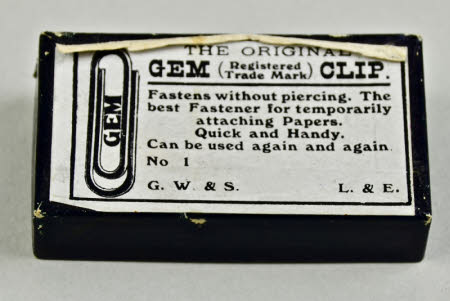 THE ORIGINAL
GEM (Registered Trade Mark) CLIP.
Fastens without piercing. The
best Fastener for temporarily
attaching Papers.
Quick and Handy.
Can be used again and again
No 1
G. W. & S. L. & E.
GEM